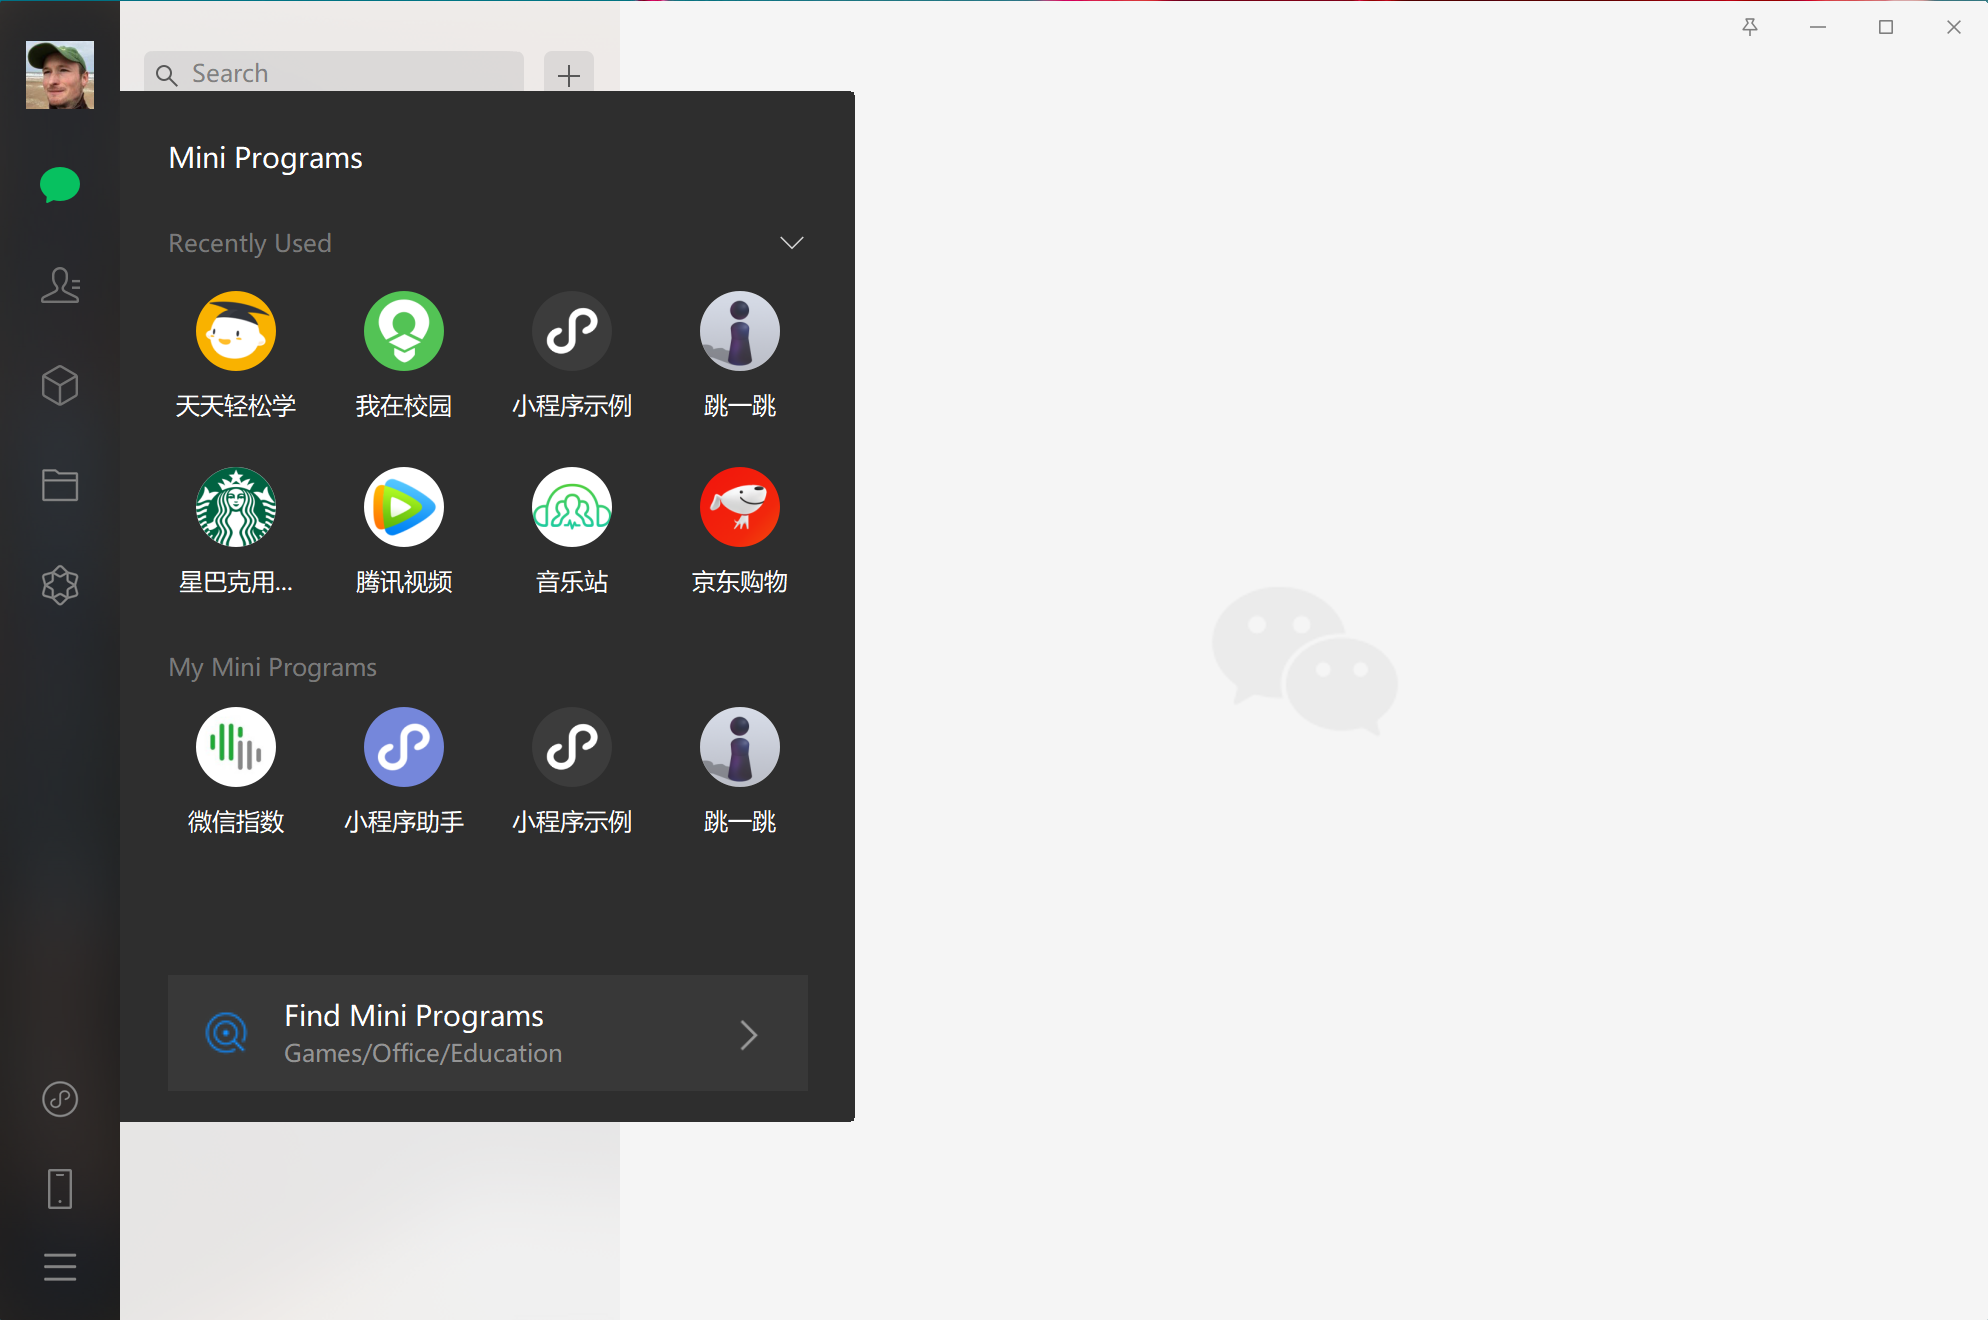 Search
Mini Programs
Recently Used
天天轻松学
我在校园
小程序示例
跳一跳
星巴克用...
腾讯视频
音乐站
京东购物
My Mini Programs
微信指数
小程序助手
小程序示例
跳一跳
Find Mini Programs
Games/Office/Education